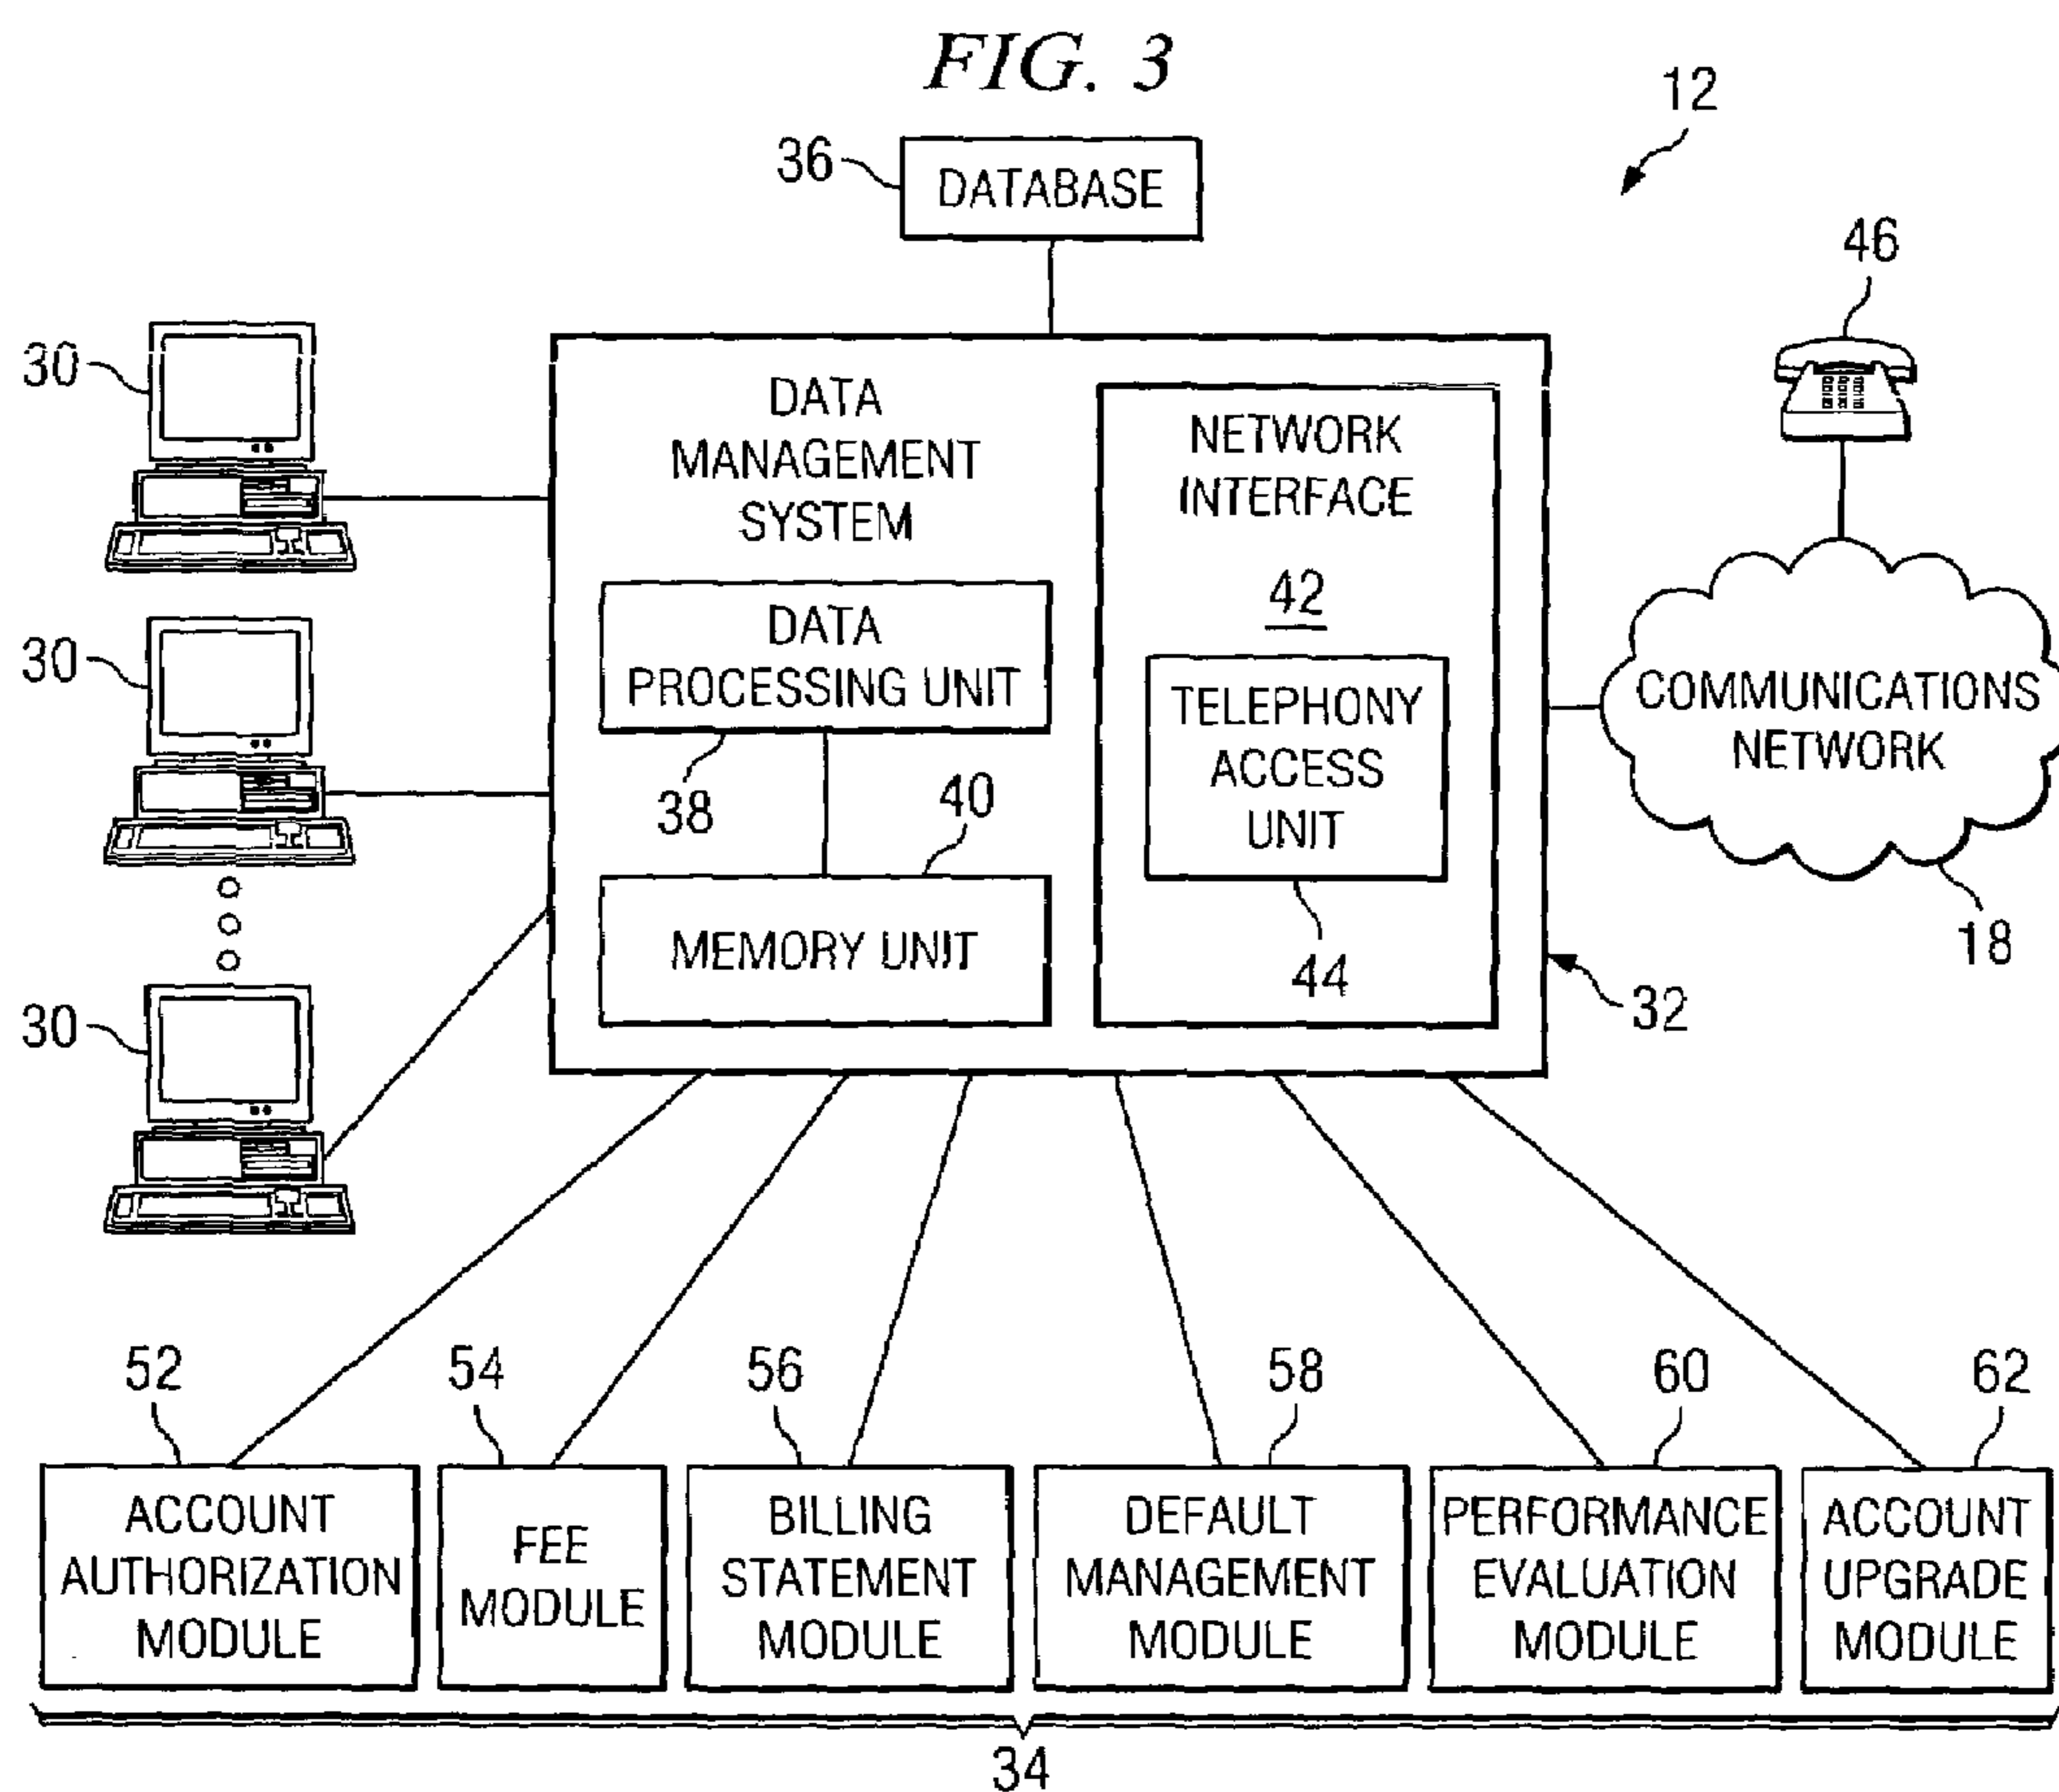 FIG. 3
12
36
DATABASE
46
30
30
30
DATA
MANAGEMENT
SYSTEM
DATA
PROCESSING UNIT
38
40
MEMORY UNIT
NETWORK
INTERFACE
42
TELEPHONY
ACCESS
UNIT
44
COMMUNICATIONS
NETWORK
18
32
52
ACCOUNT
AUTHORIZATION
MODULE
54
FEE
MODULE
56
BILLING
STATEMENT
MODULE
58
DEFAULT
MANAGEMENT
MODULE
60
PERFORMANCE
EVALUATION
MODULE
62
ACCOUNT
UPGRADE
MODULE
34